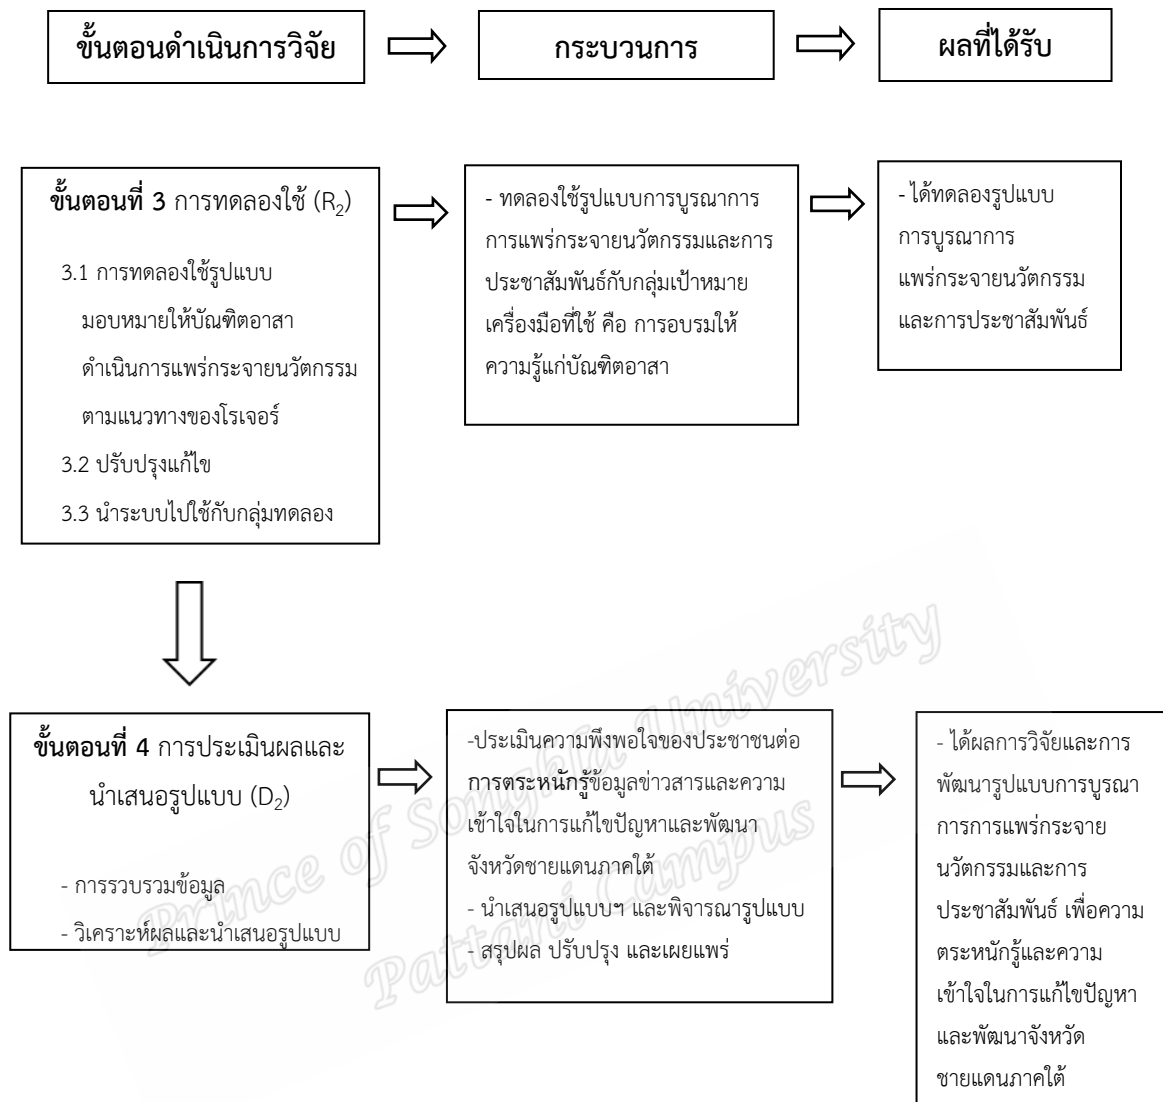 ขั้นตอนดำเนินการวิจัย
กระบวนการ
ผลที่ได้รับ
ขั้นตอนที่ 3 การทดลองใช้ (R₂)
3.1 การทดลองใช้รูปแบบ
มอบหมายให้บัณฑิตอาสา
ดำเนินการแพร่กระจายนวัตกรรม
ตามแนวทางของโรเจอร์
3.2 ปรับปรุงแก้ไข
3.3 นำระบบไปใช้กับกลุ่มทดลอง
- ทดลองใช้รูปแบบการบูรณาการ
การแพร่กระจายนวัตกรรมและการ
ประชาสัมพันธ์กับกลุ่มเป้าหมาย
เครื่องมือที่ใช้ คือ การอบรมให้
ความรู้แก่บัณฑิตอาสา
- ได้ทดลองรูปแบบ
การบูรณาการ
แพร่กระจายนวัตกรรม
และการประชาสัมพันธ์
ขั้นตอนที่ 4 การประเมินผลและ
นำเสนอรูปแบบ (D₂)
- การรวบรวมข้อมูล
- วิเคราะห์ผลและนำเสนอรูปแบบ
-ประเมินความพึงพอใจของประชาชนต่อ
การตระหนักรู้ข้อมูลข่าวสารและความ
เข้าใจในการแก้ไขปัญหาและพัฒนา
จังหวัดชายแดนภาคใต้
- นำเสนอรูปแบบฯ และพิจารณารูปแบบ
- สรุปผล ปรับปรุง และเผยแพร่
- ได้ผลการวิจัยและการ
พัฒนารูปแบบการบูรณา
การการแพร่กระจาย
นวัตกรรมและการ
ประชาสัมพันธ์ เพื่อความ
ตระหนักรู้และความ
เข้าใจในการแก้ไขปัญหา
และพัฒนาจังหวัด
ชายแดนภาคใต้
Prince of Songkla University
Pattani Campus